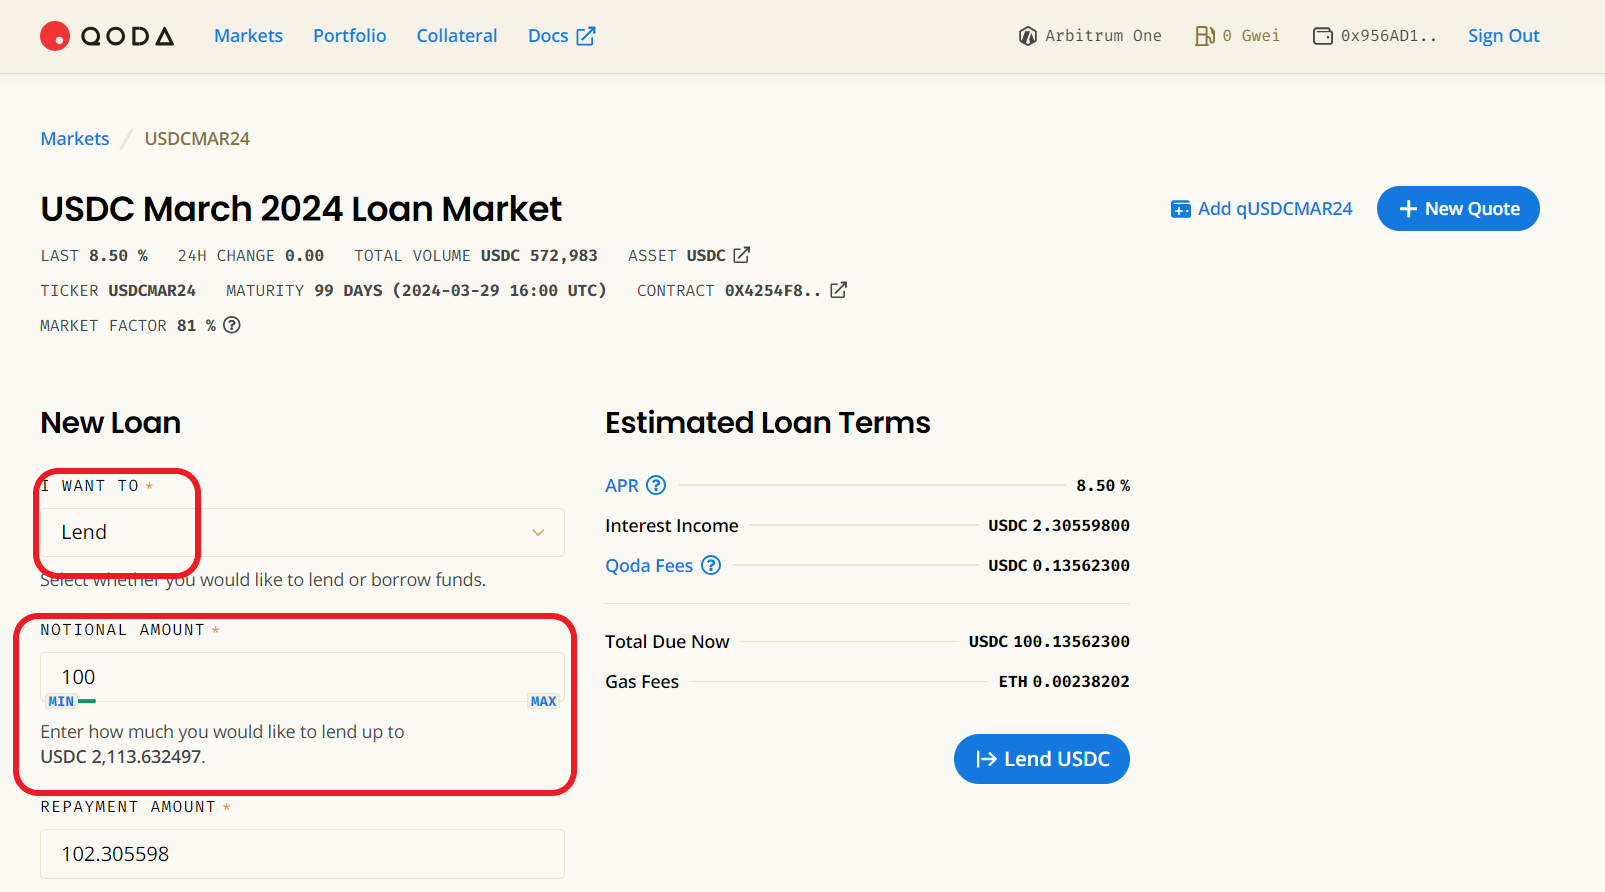 QODA Markets Portfolio Collateral Docs Arbitrum One 0 Gwei 0x956AD1.. Sign Out
Markets / USDCMAR24
USDC March 2024 Loan Market
Add qUSDCMAR24 + New Quote
LAST 8.50 % 24H CHANGE 0.00 TOTAL VOLUME USDC 572,983 ASSET USDC
TICKER USDCMAR24 MATURITY 99 DAYS (2024-03-29 16:00 UTC) CONTRACT 0X4254F8..
MARKET FACTOR 81 % ?
New Loan
I WANT TO *
Lend
Select whether you would like to lend or borrow funds.
NOTIONAL AMOUNT *
100
MIN MAX
Enter how much you would like to lend up to
USDC 2,113.632497.
REPAYMENT AMOUNT *
102.305598
Estimated Loan Terms
APR ? 8.50 %
Interest Income USDC 2.30559800
Qoda Fees ? USDC 0.13562300
Total Due Now USDC 100.13562300
Gas Fees ETH 0.00238202
Lend USDC